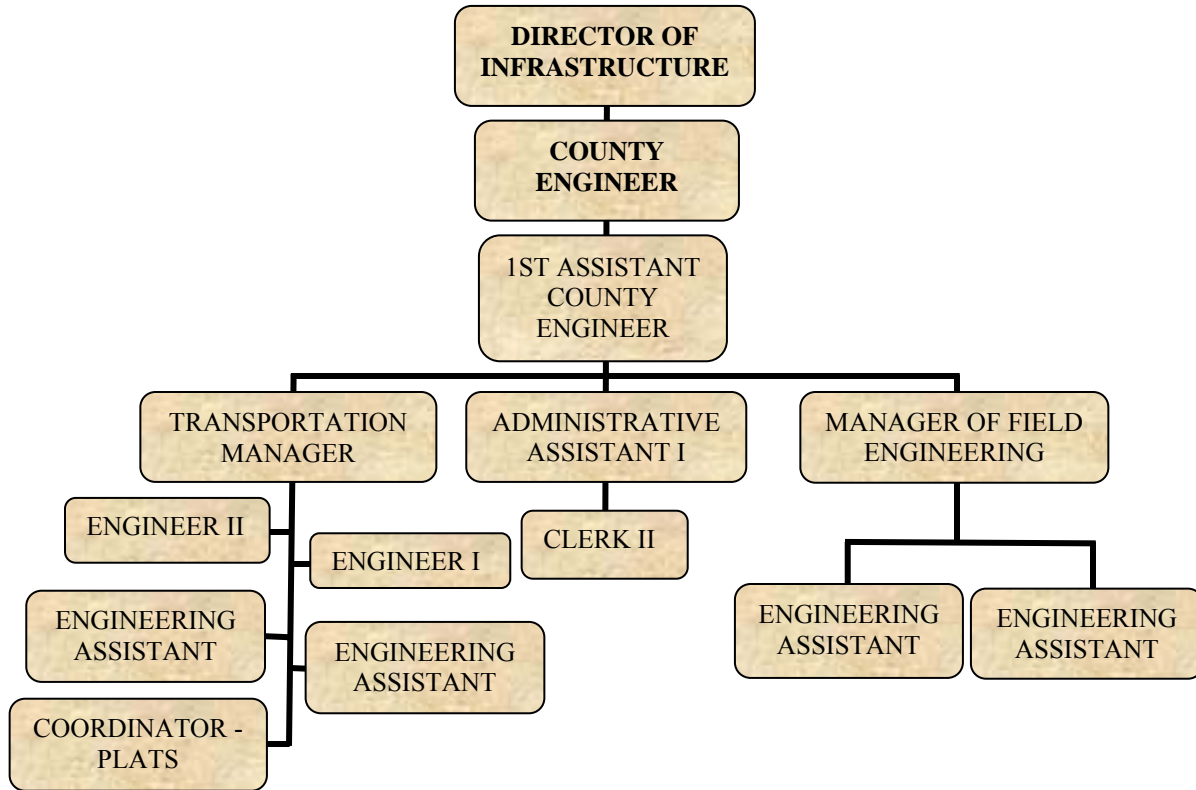 DIRECTOR OF
INFRASTRUCTURE
COUNTY
ENGINEER
1ST ASSISTANT
COUNTY
ENGINEER
TRANSPORTATION
MANAGER
ADMINISTRATIVE
ASSISTANT I
MANAGER OF FIELD
ENGINEERING
ENGINEER II
ENGINEER I
CLERK II
ENGINEERING
ASSISTANT
ENGINEERING
ASSISTANT
COORDINATOR -
PLATS
ENGINEERING
ASSISTANT
ENGINEERING
ASSISTANT